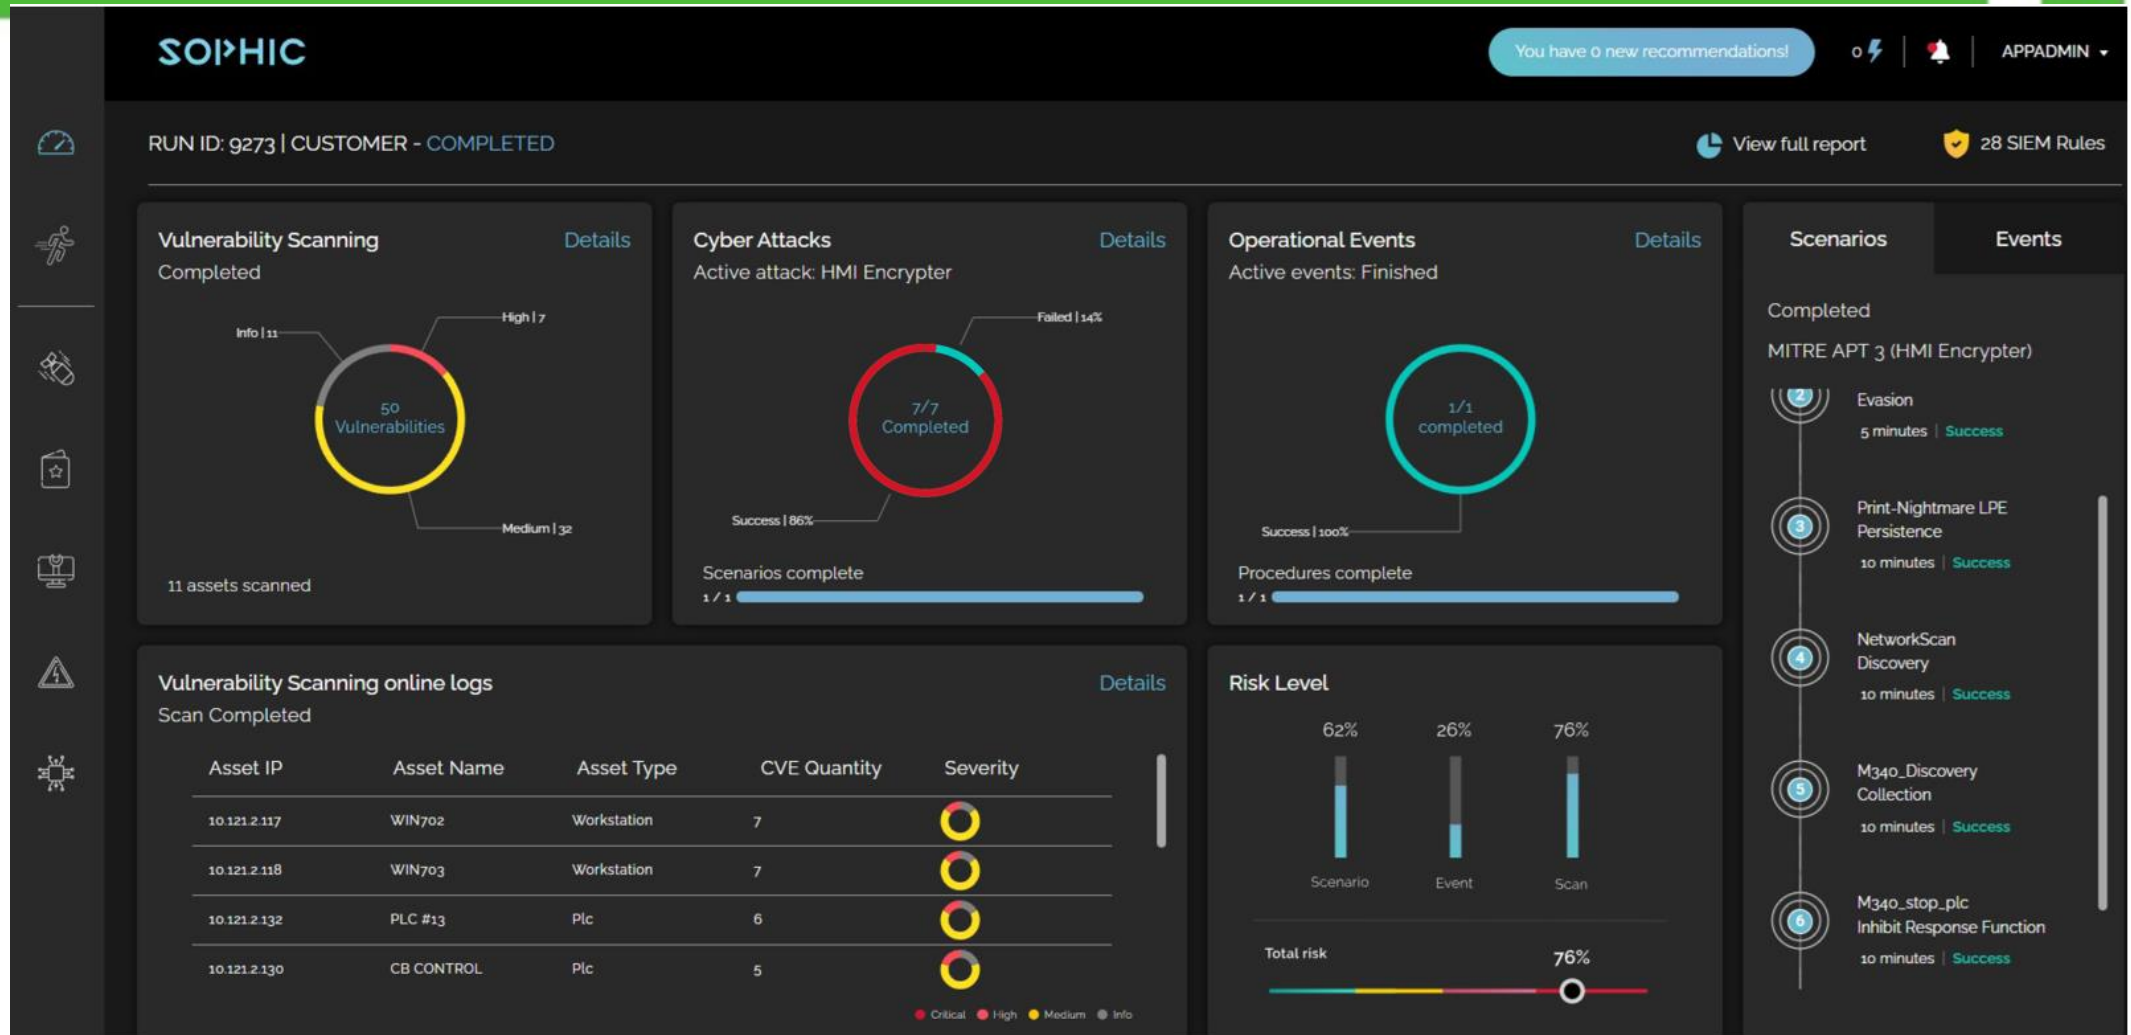 SOPHIC
You have 0 new recommendations!
0
APPADMIN
RUN ID: 9273 | CUSTOMER - COMPLETED
View full report
28 SIEM Rules
Vulnerability Scanning
Details
Completed
High | 7
Info | 11
50
Vulnerabilities
Medium | 32
11 assets scanned
Cyber Attacks
Details
Active attack: HMI Encrypter
Failed | 14%
7/7
Completed
Success | 86%
Scenarios complete
1 / 1
Operational Events
Details
Active events: Finished
1/1
completed
Success | 100%
Procedures complete
1 / 1
Scenarios
Events
Completed
MITRE APT 3 (HMI Encrypter)
2
Evasion
5 minutes | Success
3
Print-Nightmare LPE
Persistence
10 minutes | Success
4
NetworkScan
Discovery
10 minutes | Success
5
M340_Discovery
Collection
10 minutes | Success
6
M340_stop_plc
Inhibit Response Function
10 minutes | Success
Vulnerability Scanning online logs
Details
Scan Completed
Asset IP Asset Name Asset Type CVE Quantity Severity
10.121.2.117 WIN702 Workstation 7
10.121.2.118 WIN703 Workstation 7
10.121.2.132 PLC #13 Plc 6
10.121.2.130 CB CONTROL Plc 5
Critical High Medium Info
Risk Level
62% 26% 76%
Scenario Event Scan
Total risk
76%